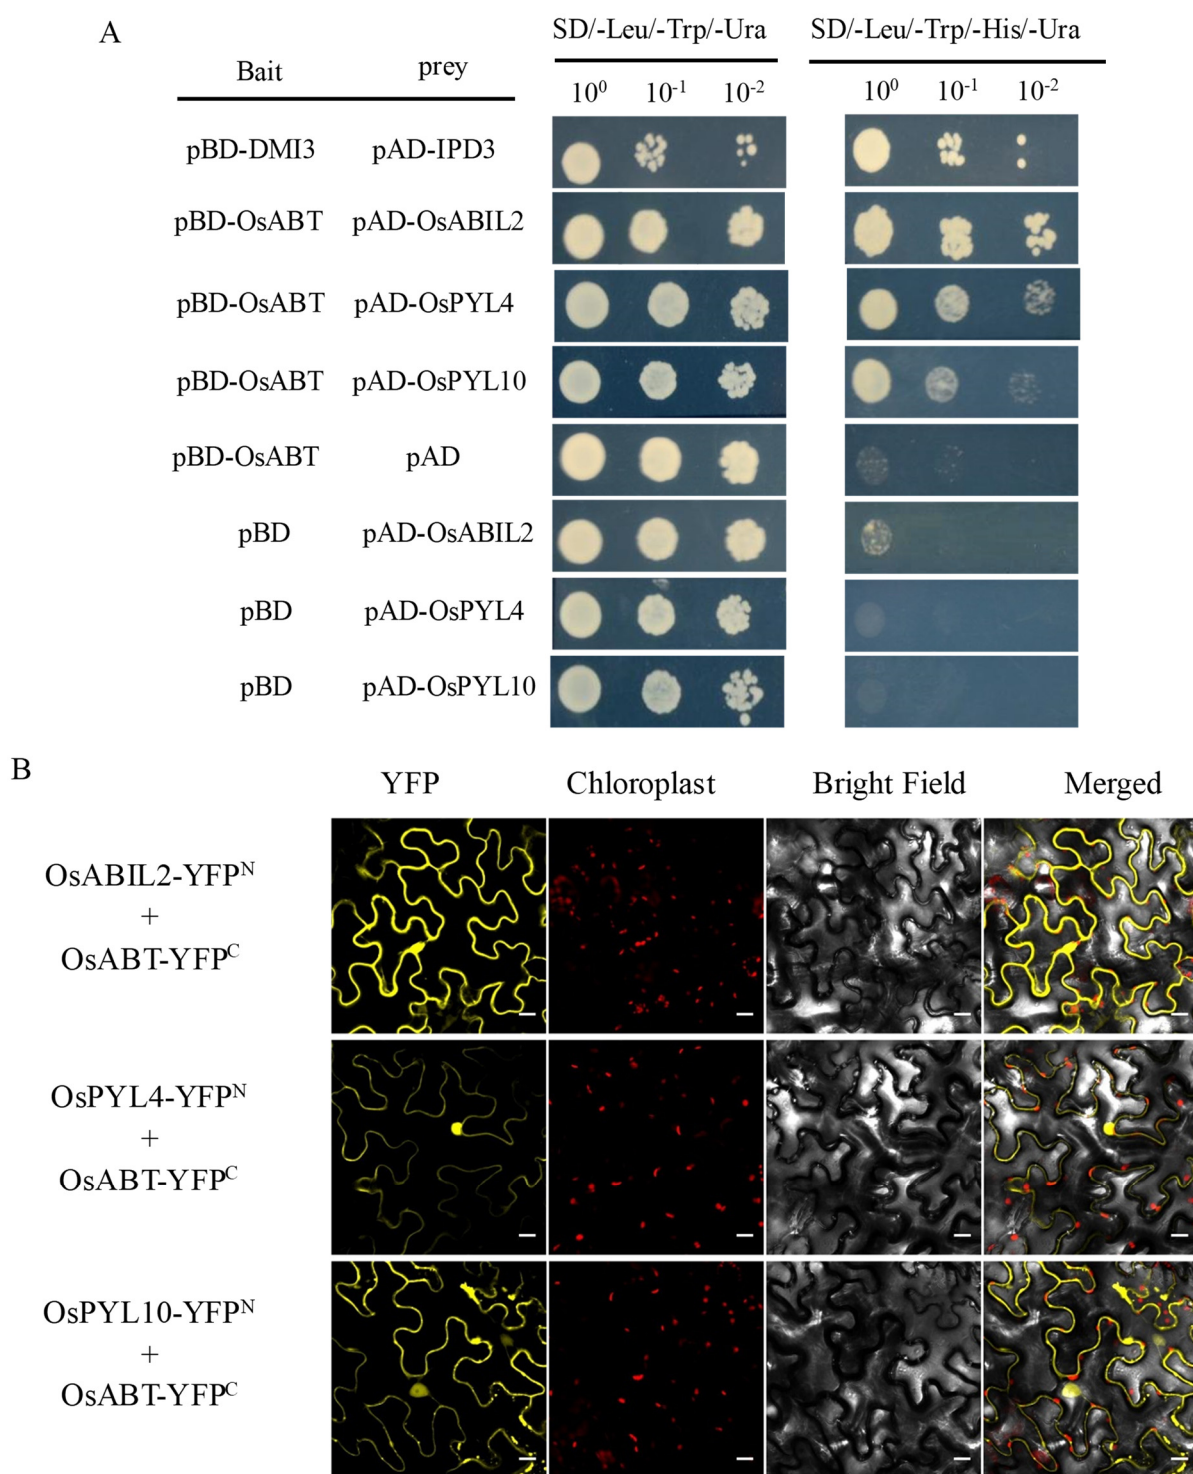 A
SD/-Leu/-Trp/-Ura SD/-Leu/-Trp/-His/-Ura
Bait prey
10⁰ 10⁻¹ 10⁻² 10⁰ 10⁻¹ 10⁻²
pBD-DMI3 pAD-IPD3
pBD-OsABT pAD-OsABIL2
pBD-OsABT pAD-OsPYL4
pBD-OsABT pAD-OsPYL10
pBD-OsABT pAD
pBD pAD-OsABIL2
pBD pAD-OsPYL4
pBD pAD-OsPYL10
B
YFP Chloroplast Bright Field Merged
OsABIL2-YFPᴺ
+
OsABT-YFPᶜ
OsPYL4-YFPᴺ
+
OsABT-YFPᶜ
OsPYL10-YFPᴺ
+
OsABT-YFPᶜ